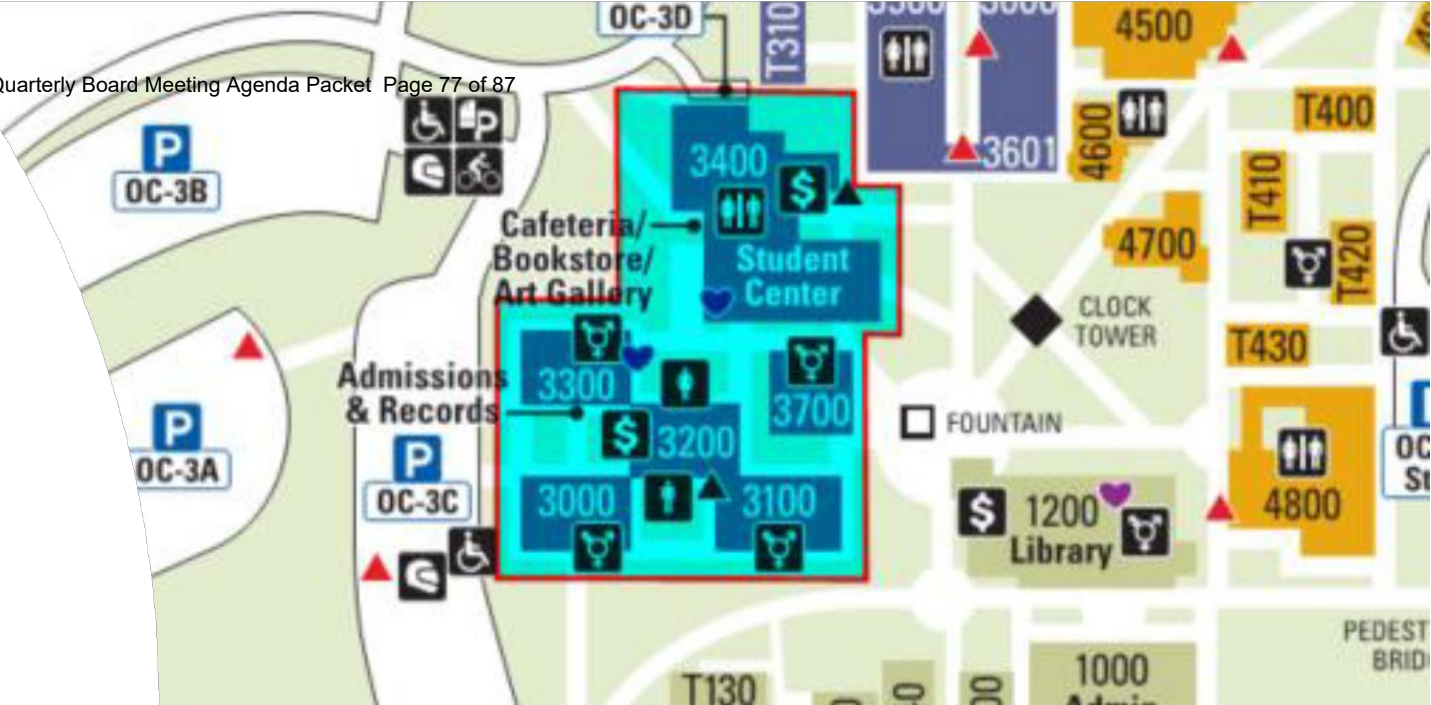 OC-3D
T310
4500
Quarterly Board Meeting Agenda Packet Page 77 of 87
P
OC-3B
P
3400
$
3601
4600
T400
T410
T420
4700
Cafeteria/
Bookstore/
Art Gallery
Student
Center
CLOCK
TOWER
T430
Admissions
& Records
3300
3700
P
OC-3A
P
OC-3C
$
3200
FOUNTAIN
3000
3100
$
1200
Library
4800
OC
St
PEDEST
BRID
T130
1000